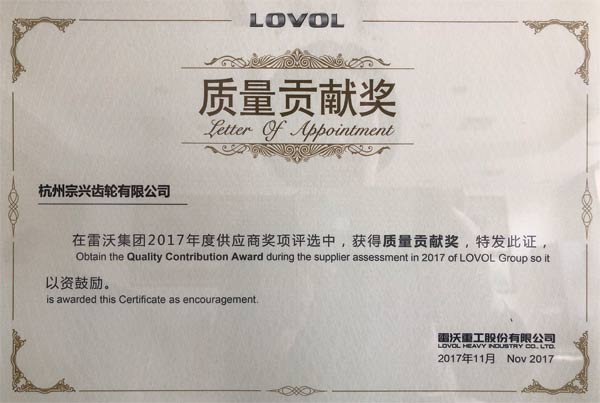 LOVOL
质量贡献奖
Letter Of Appointment
杭州宗兴齿轮有限公司
在雷沃集团2017年度供应商奖项评选中，获得质量贡献奖，特发此证，
Obtain the Quality Contribution Award during the supplier assessment in 2017 of LOVOL Group so it
以资鼓励。
is awarded this Certificate as encouragement.
雷沃重工股份有限公司
LOVOL HEAVY INDUSTRY CO., LTD.
2017年11月 Nov 2017